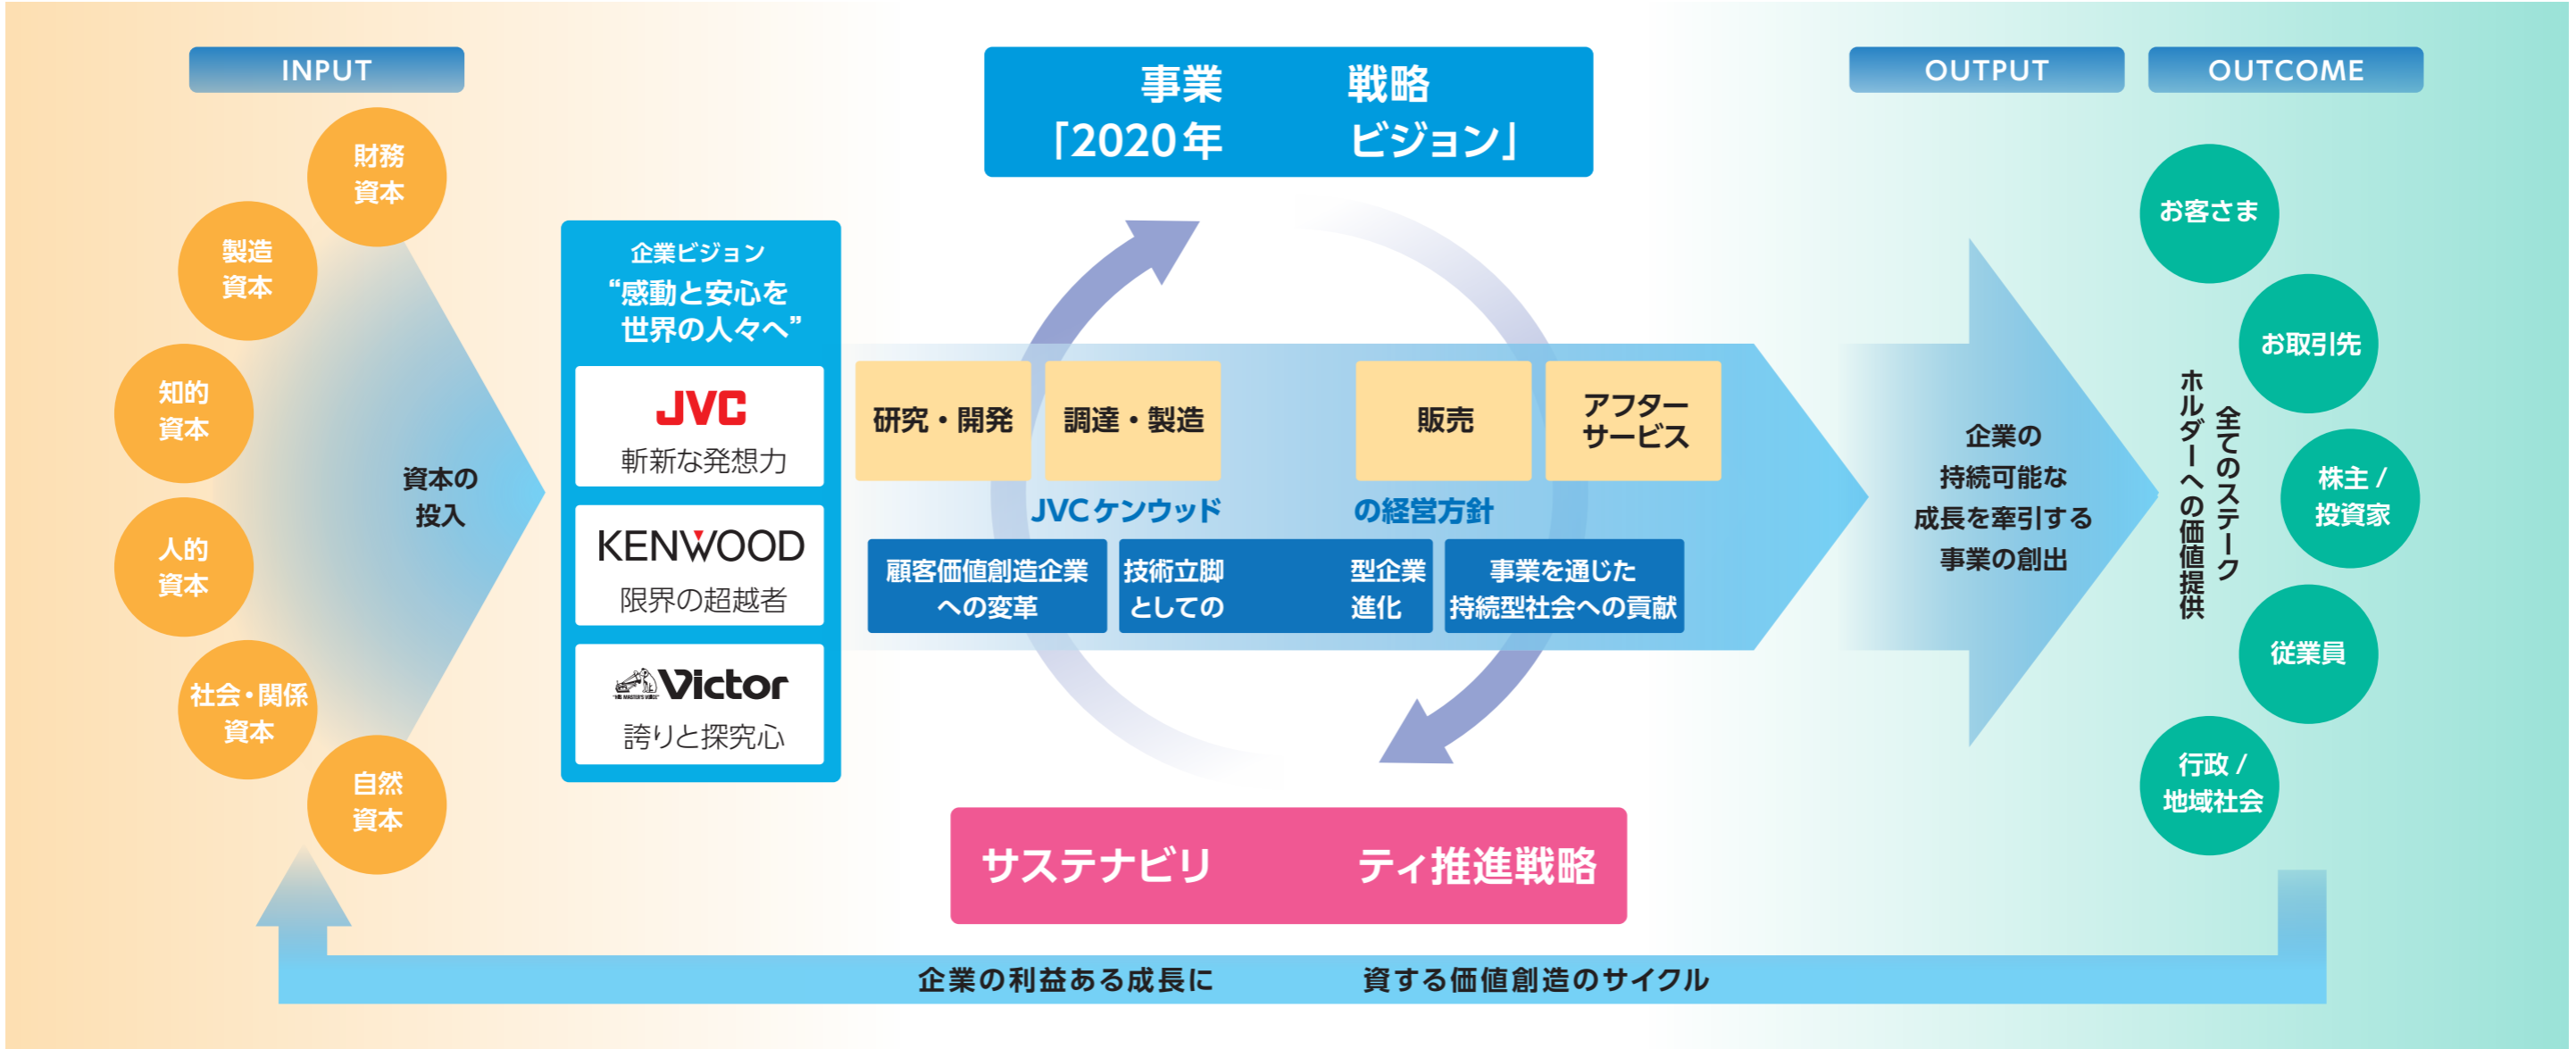 INPUT
財務
資本
製造
資本
知的
資本
人的
資本
社会・関係
資本
自然
資本
資本の
投入
企業ビジョン
“感動と安心を
世界の人々へ”
JVC
斬新な発想力
KENWOOD
限界の超越者
"HIS MASTER'S VOICE"
Victor
誇りと探究心
事業 戦略
「2020年 ビジョン」
研究・開発
調達・製造
販売
アフター
サービス
JVCケンウッド の経営方針
顧客価値創造企業
への変革
技術立脚 型企業
としての 進化
事業を通じた
持続型社会への貢献
サステナビリ ティ推進戦略
OUTPUT
企業の
持続可能な
成長を牽引する
事業の創出
OUTCOME
全てのステーク
ホルダーへの価値提供
お客さま
お取引先
株主 /
投資家
従業員
行政 /
地域社会
企業の利益ある成長に 資する価値創造のサイクル